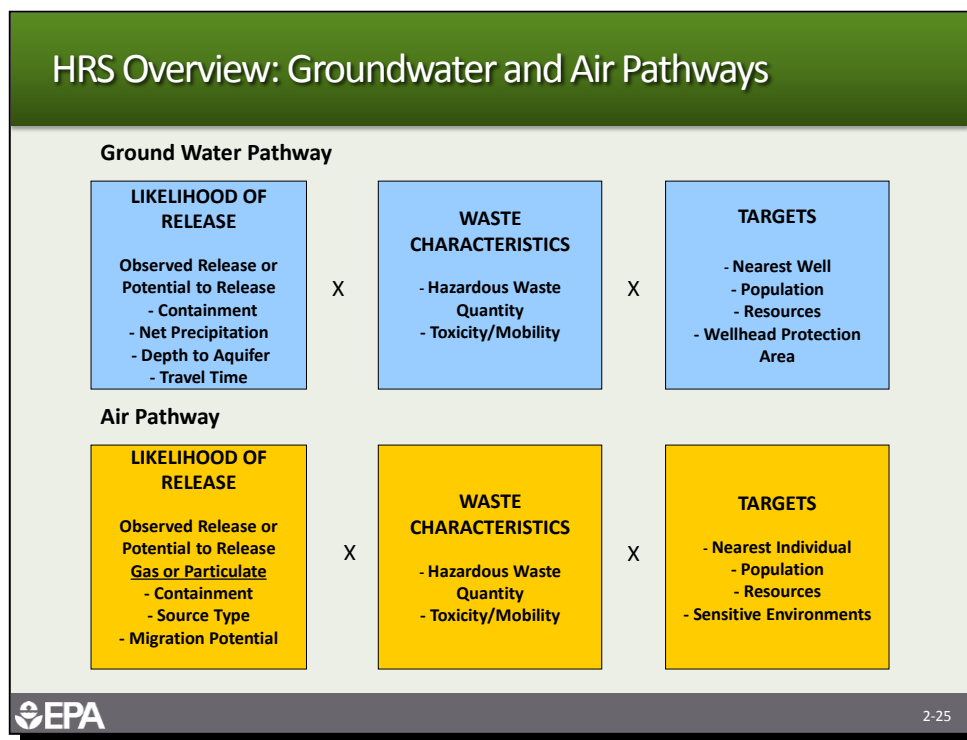 HRS Overview: Groundwater and Air Pathways
Ground Water Pathway
LIKELIHOOD OF
RELEASE
Observed Release or
Potential to Release
- Containment
- Net Precipitation
- Depth to Aquifer
- Travel Time
X
WASTE
CHARACTERISTICS
- Hazardous Waste
Quantity
- Toxicity/Mobility
X
TARGETS
- Nearest Well
- Population
- Resources
- Wellhead Protection
Area
Air Pathway
LIKELIHOOD OF
RELEASE
Observed Release or
Potential to Release
Gas or Particulate
- Containment
- Source Type
- Migration Potential
X
WASTE
CHARACTERISTICS
- Hazardous Waste
Quantity
- Toxicity/Mobility
X
TARGETS
- Nearest Individual
- Population
- Resources
- Sensitive Environments
EPA
2-25